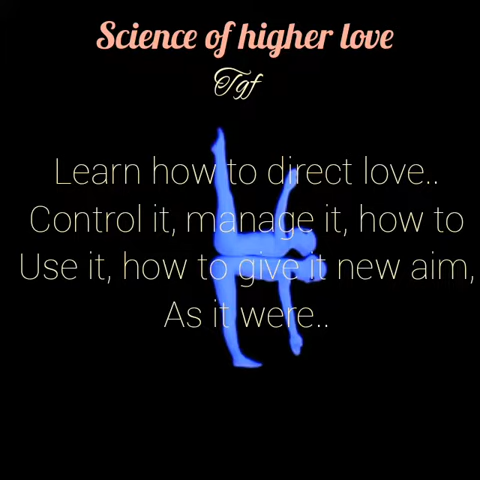 Science of higher love
Tgf
Learn how to direct love..
Control it, manage it, how to
Use it, how to give it new aim,
As it were..